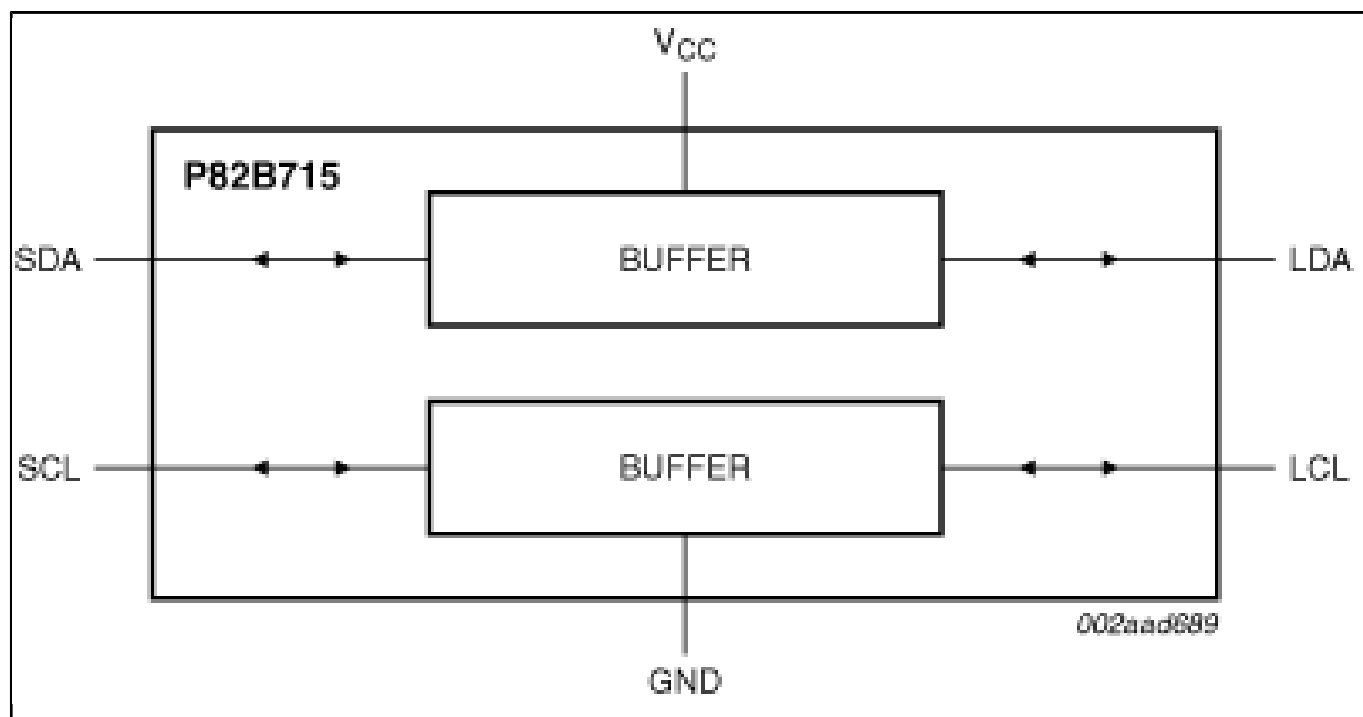 VCC
P82B715
SDA
BUFFER
LDA
SCL
BUFFER
LCL
002aad689
GND